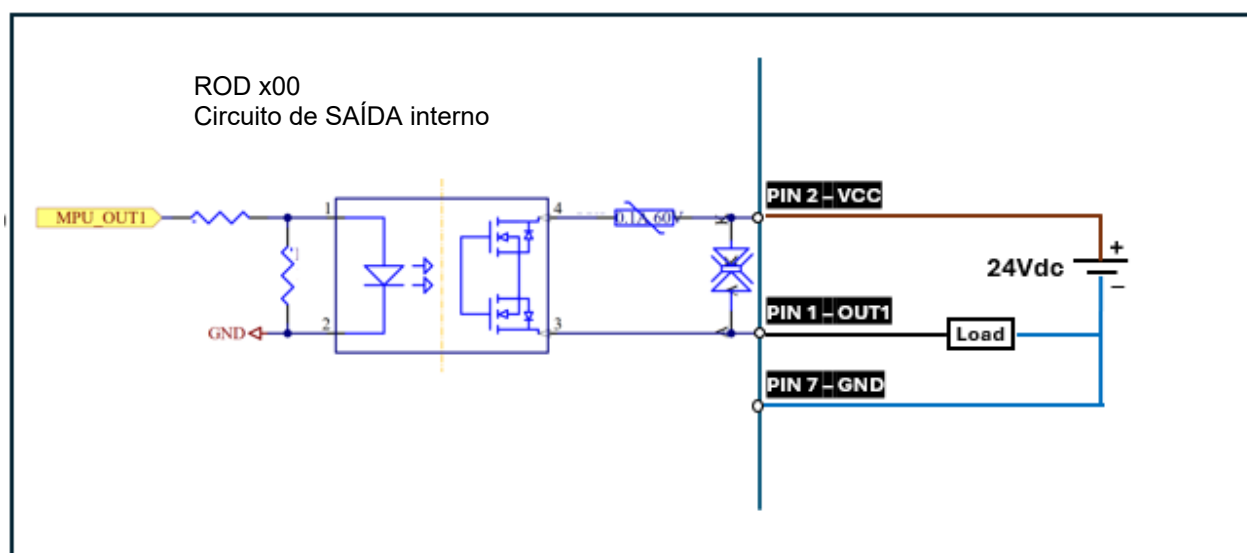 ROD x00
Circuito de SAÍDA interno
MPU_OUT1
1
4
0.1A 60V
PIN 2 – VCC
+
24Vdc
–
2
3
GND
PIN 1 – OUT1
Load
PIN 7 – GND